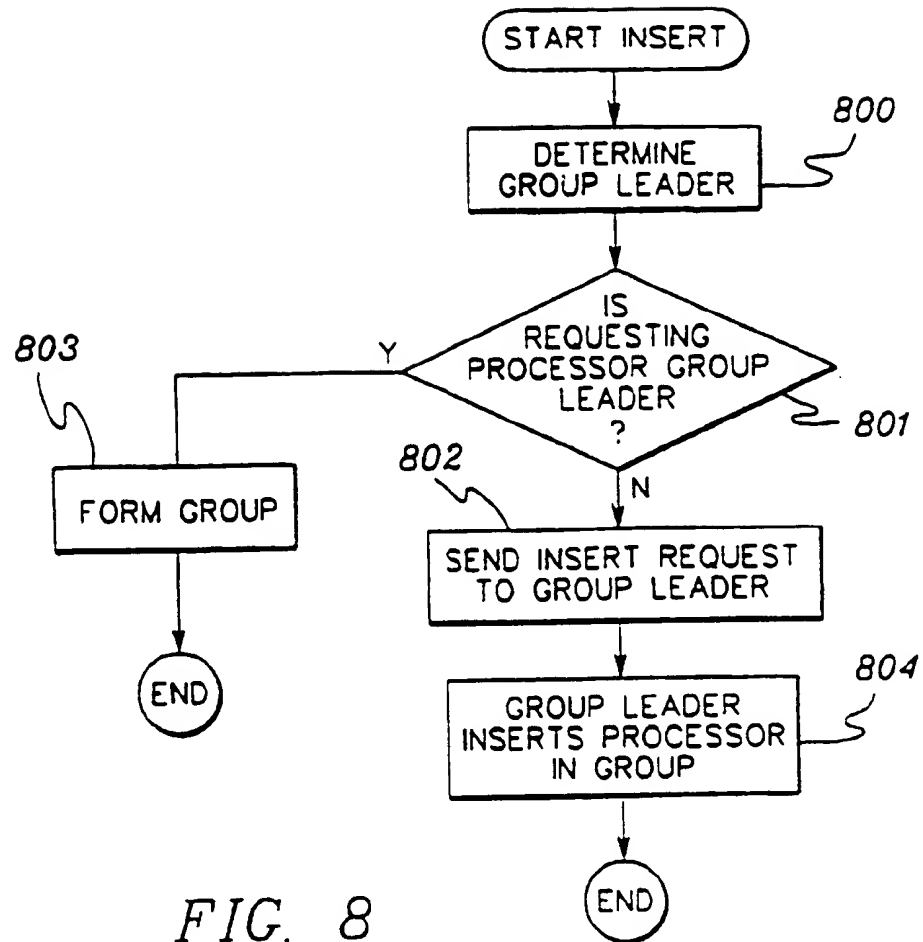 START INSERT
800
DETERMINE
GROUP LEADER
IS
REQUESTING
PROCESSOR GROUP
LEADER
?
801
Y
803
FORM GROUP
END
N
802
SEND INSERT REQUEST
TO GROUP LEADER
804
GROUP LEADER
INSERTS PROCESSOR
IN GROUP
END
FIG. 8